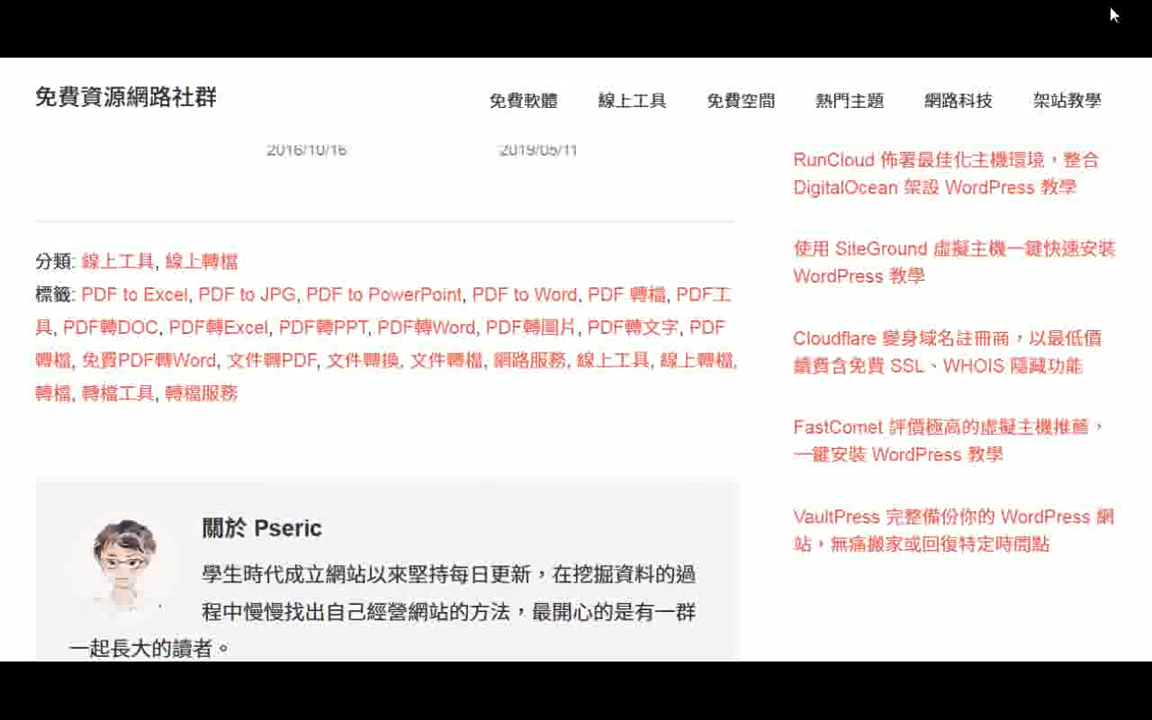 免費資源網路社群
免費軟體 線上工具 免費空間 熱門主題 網路科技 架站教學
2016/10/16 2019/05/11
分類: 線上工具, 線上轉檔
標籤: PDF to Excel, PDF to JPG, PDF to PowerPoint, PDF to Word, PDF 轉檔, PDF工
具, PDF轉DOC, PDF轉Excel, PDF轉PPT, PDF轉Word, PDF轉圖片, PDF轉文字, PDF
轉檔, 免費PDF轉Word, 文件轉PDF, 文件轉換, 文件轉檔, 網路服務, 線上工具, 線上轉檔,
轉檔, 轉檔工具, 轉檔服務
關於 Pseric
學生時代成立網站以來堅持每日更新，在挖掘資料的過
程中慢慢找出自己經營網站的方法，最開心的是有一群
一起長大的讀者。
RunCloud 佈署最佳化主機環境，整合
DigitalOcean 架設 WordPress 教學
使用 SiteGround 虛擬主機一鍵快速安裝
WordPress 教學
Cloudflare 變身域名註冊商，以最低價
續費含免費 SSL、WHOIS 隱藏功能
FastComet 評價極高的虛擬主機推薦，
一鍵安裝 WordPress 教學
VaultPress 完整備份你的 WordPress 網
站，無痛搬家或回復特定時間點